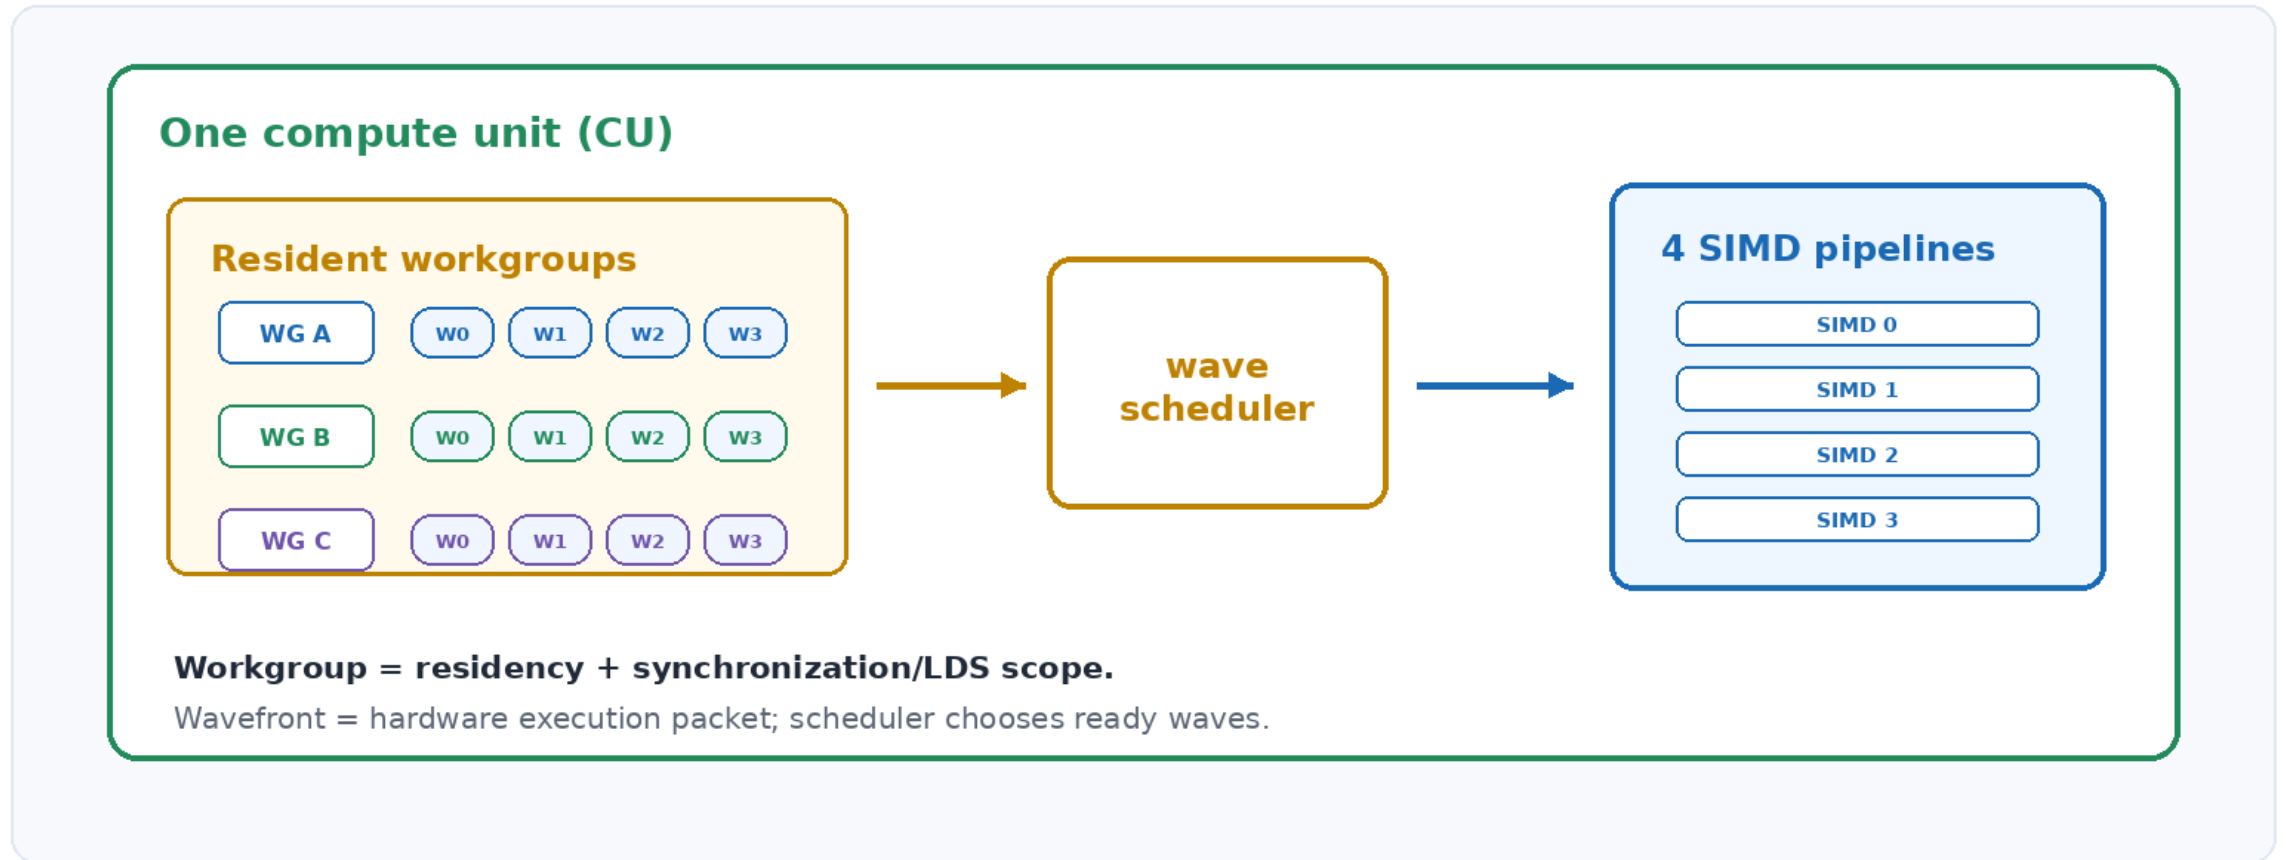 One compute unit (CU)
Resident workgroups
WG A W0 W1 W2 W3
WG B W0 W1 W2 W3
WG C W0 W1 W2 W3
wave
scheduler
4 SIMD pipelines
SIMD 0
SIMD 1
SIMD 2
SIMD 3
Workgroup = residency + synchronization/LDS scope.
Wavefront = hardware execution packet; scheduler chooses ready waves.